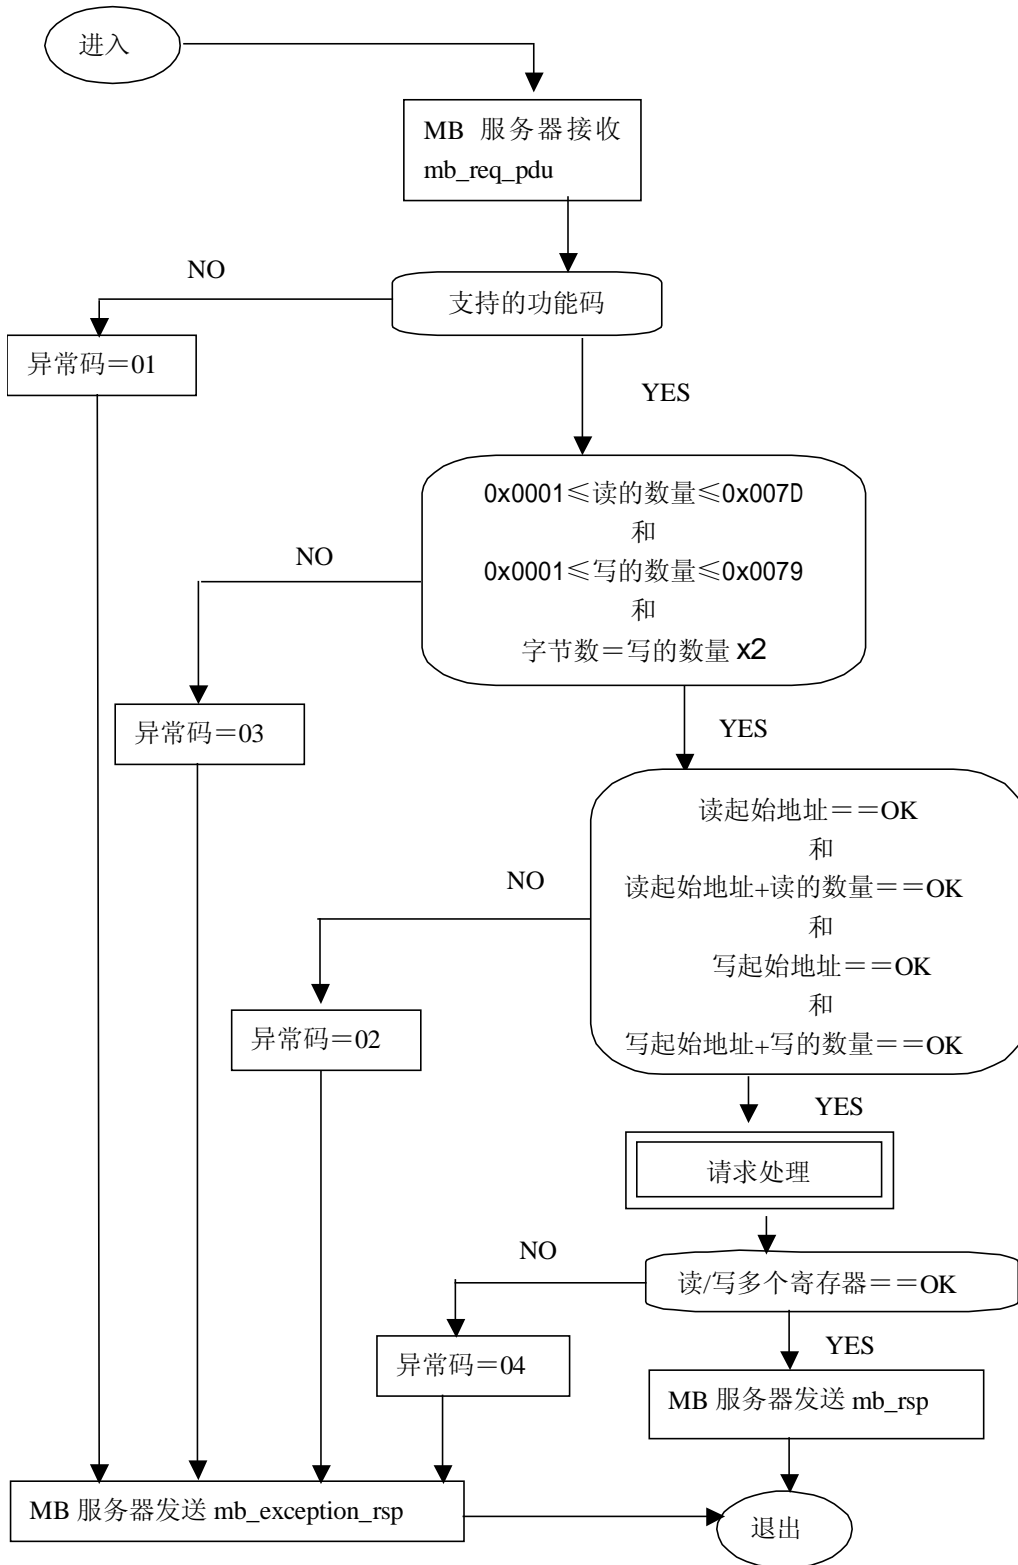 进入
MB 服务器接收
mb_req_pdu
NO
支持的功能码
异常码＝01
YES
0x0001≤读的数量≤0x007D
和
NO
0x0001≤写的数量≤0x0079
和
字节数＝写的数量 x2
异常码＝03
YES
读起始地址＝＝OK
和
NO
读起始地址+读的数量＝＝OK
和
写起始地址＝＝OK
和
异常码＝02
写起始地址+写的数量＝＝OK
YES
请求处理
NO
读/写多个寄存器＝＝OK
YES
异常码＝04
MB 服务器发送 mb_rsp
MB 服务器发送 mb_exception_rsp
退出